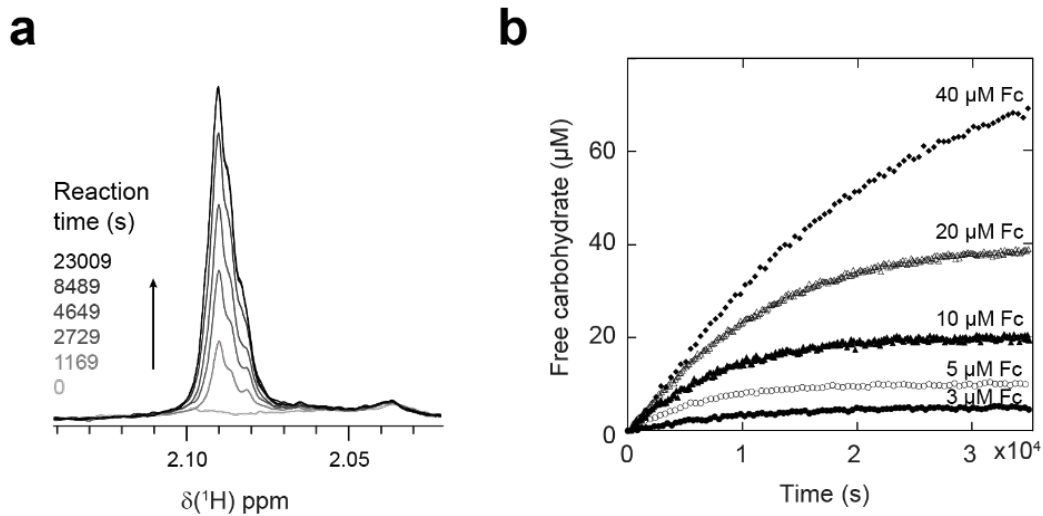 a
Reaction
time (s)
23009
8489
4649
2729
1169
0
2.10
2.05
δ(¹H) ppm
b
Free carbohydrate (µM)
60
40
20
0
40 µM Fc
20 µM Fc
10 µM Fc
5 µM Fc
3 µM Fc
0
1
2
3
x10⁴
Time (s)